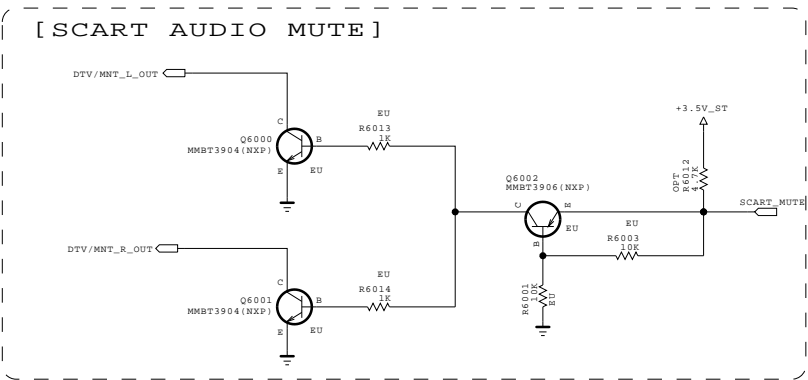 [SCART AUDIO MUTE]
DTV/MNT_L_OUT
C
Q6000
MMBT3904(NXP)
B
E
EU
EU
R6013
1K
+3.5V_ST
OPT
R6012
4.7K
Q6002
MMBT3906(NXP)
C
E
B
EU
SCART_MUTE
EU
R6003
10K
R6001
10K
EU
DTV/MNT_R_OUT
C
Q6001
MMBT3904(NXP)
B
E
EU
EU
R6014
1K